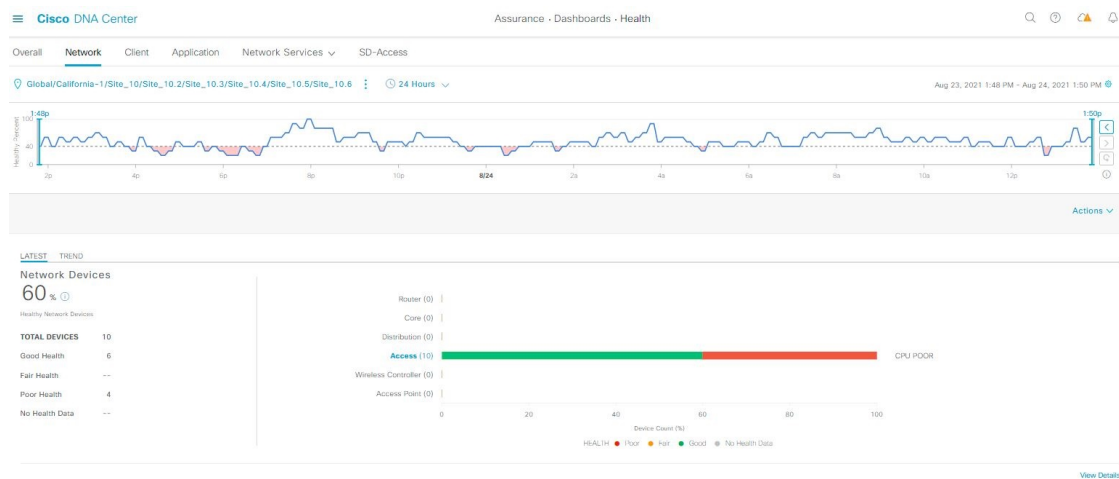 Cisco DNA Center
Assurance · Dashboards · Health
Overall Network Client Application Network Services SD-Access
Global/California-1/Site_10/Site_10.2/Site_10.3/Site_10.4/Site_10.5/Site_10.6 24 Hours
Aug 23, 2021 1:48 PM - Aug 24, 2021 1:50 PM
1:48p 1:50p
Healthy Percent
100
40
0
2p 4p 6p 8p 10p 8/24 2a 4a 6a 8a 10a 12p
Actions
LATEST TREND
Network Devices
60 %
Healthy Network Devices
TOTAL DEVICES 10
Good Health 6
Fair Health --
Poor Health 4
No Health Data --
Router (0)
Core (0)
Distribution (0)
Access (10) CPU POOR
Wireless Controller (0)
Access Point (0)
0 20 40 60 80 100
Device Count (%)
HEALTH Poor Fair Good No Health Data
View Details